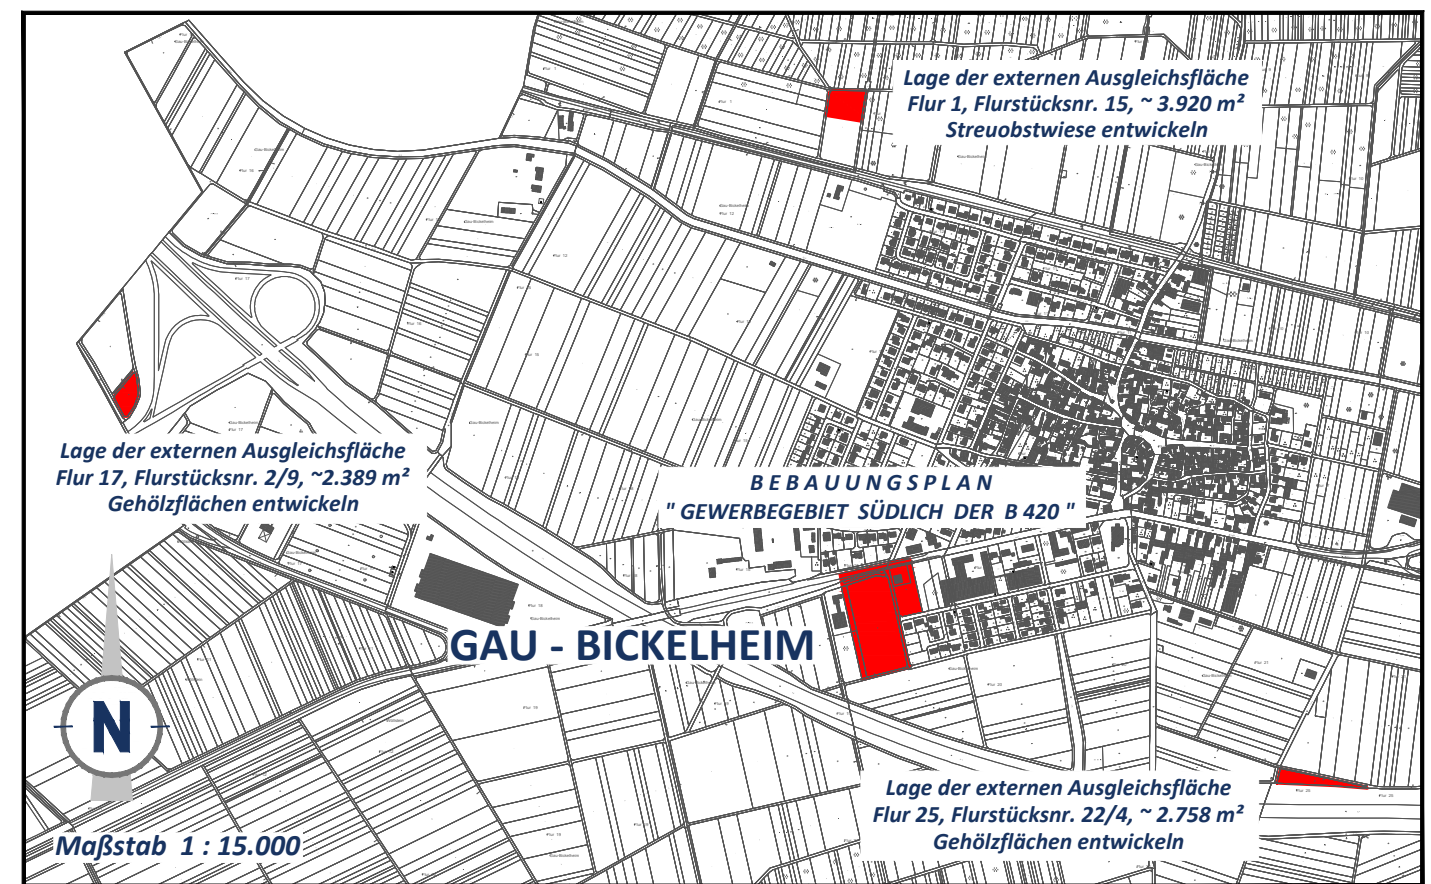 Lage der externen Ausgleichsfläche
Flur 1, Flurstücksnr. 15, ~ 3.920 m²
Streuobstwiese entwickeln
Lage der externen Ausgleichsfläche
Flur 17, Flurstücksnr. 2/9, ~2.389 m²
Gehölzflächen entwickeln
BEBAUUNGSPLAN
" GEWERBEGEBIET SÜDLICH DER B 420 "
GAU - BICKELHEIM
N
Lage der externen Ausgleichsfläche
Flur 25, Flurstücksnr. 22/4, ~ 2.758 m²
Gehölzflächen entwickeln
Maßstab 1 : 15.000